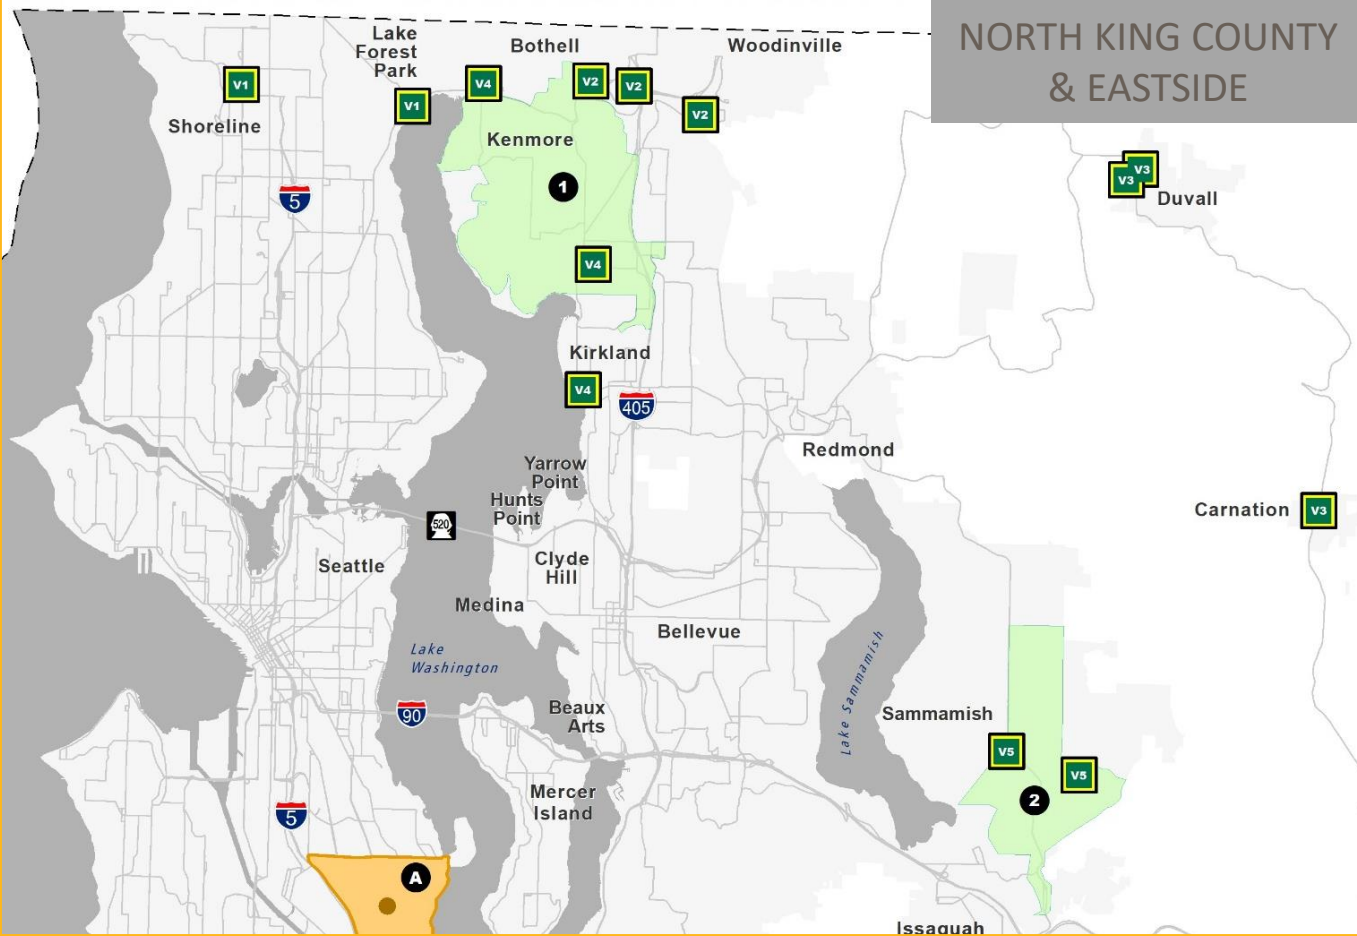 NORTH KING COUNTY
& EASTSIDE
Lake
Forest
Park
Bothell
Woodinville
V1
V1
V4
V2
V2
V2
Shoreline
Kenmore
V3
V3
Duvall
1
5
V4
Kirkland
V4
405
Redmond
Yarrow
Point
Hunts
Point
520
Carnation
V3
Seattle
Clyde
Hill
Medina
Bellevue
Lake
Washington
Lake Sammamish
90
Beaux
Arts
Sammamish
V5
V5
2
Mercer
Island
5
A
Issaquah